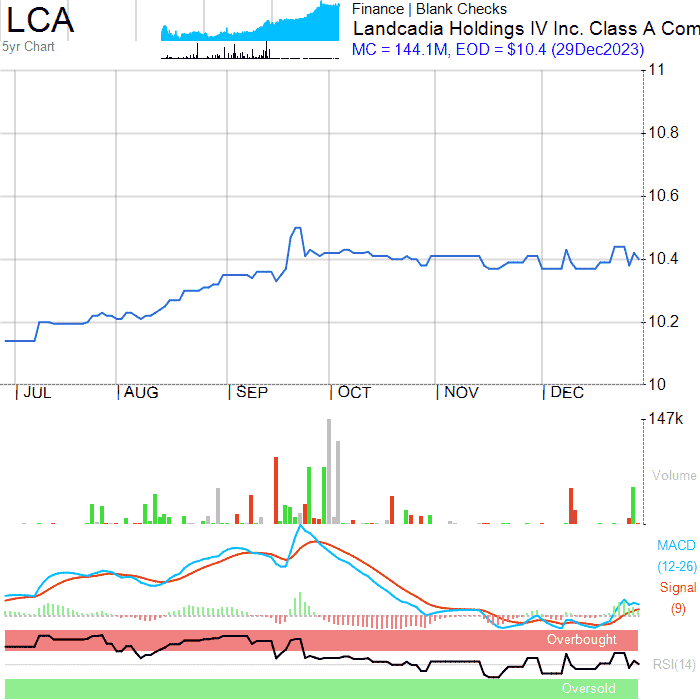 LCA
5yr Chart
Finance | Blank Checks
Landcadia Holdings IV Inc. Class A Com
MC = 144.1M, EOD = $10.4 (29Dec2023)
11
10.8
10.6
10.4
10.2
10
| JUL | AUG | SEP | OCT | NOV | DEC
147k
Volume
MACD
(12-26)
Signal
(9)
Overbought
RSI(14)
Oversold